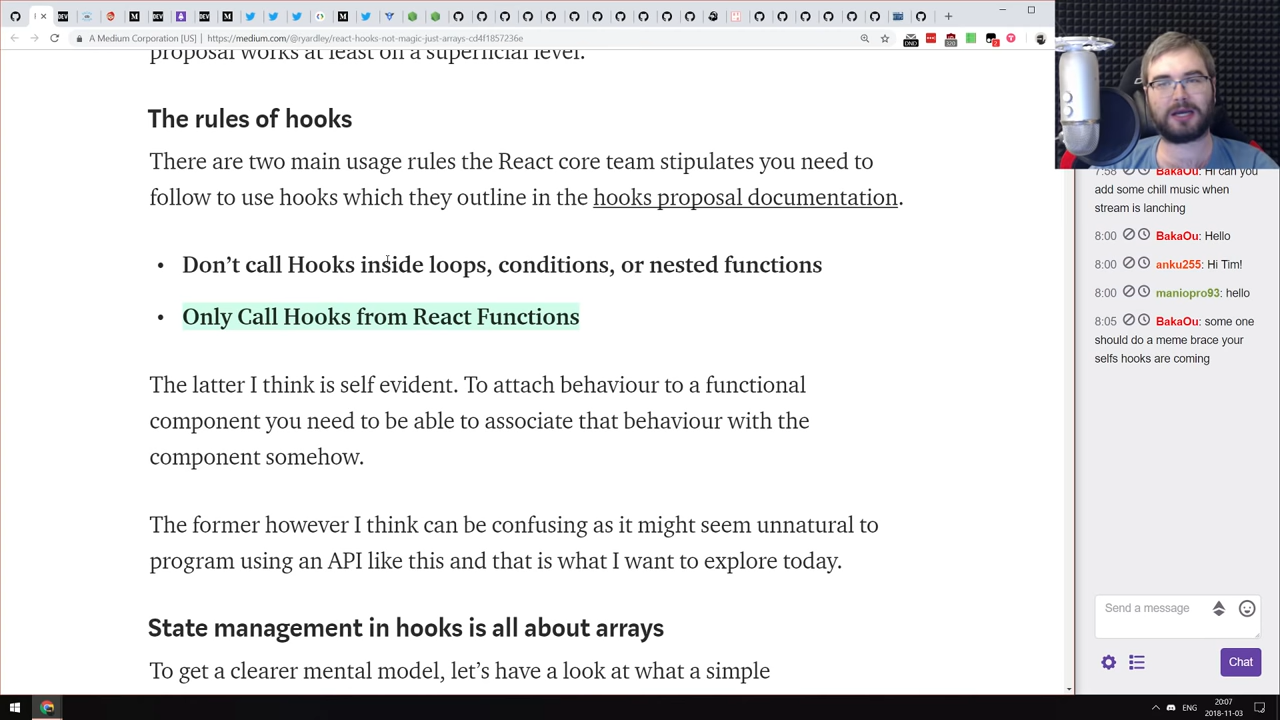 A Medium Corporation [US] | https://medium.com/@ryardley/react-hooks-not-magic-just-arrays-cd4f1857236e
proposal works at least on a superficial level.
The rules of hooks
There are two main usage rules the React core team stipulates you need to
follow to use hooks which they outline in the hooks proposal documentation.
• Don’t call Hooks inside loops, conditions, or nested functions
• Only Call Hooks from React Functions
The latter I think is self evident. To attach behaviour to a functional
component you need to be able to associate that behaviour with the
component somehow.
The former however I think can be confusing as it might seem unnatural to
program using an API like this and that is what I want to explore today.
State management in hooks is all about arrays
To get a clearer mental model, let’s have a look at what a simple
7:58 BakaOu: Hi can you
add some chill music when
stream is lanching
8:00 BakaOu: Hello
8:00 anku255: Hi Tim!
8:00 maniopro93: hello
8:05 BakaOu: some one
should do a meme brace your
selfs hooks are coming
Send a message
Chat
ENG
20:07
2018-11-03